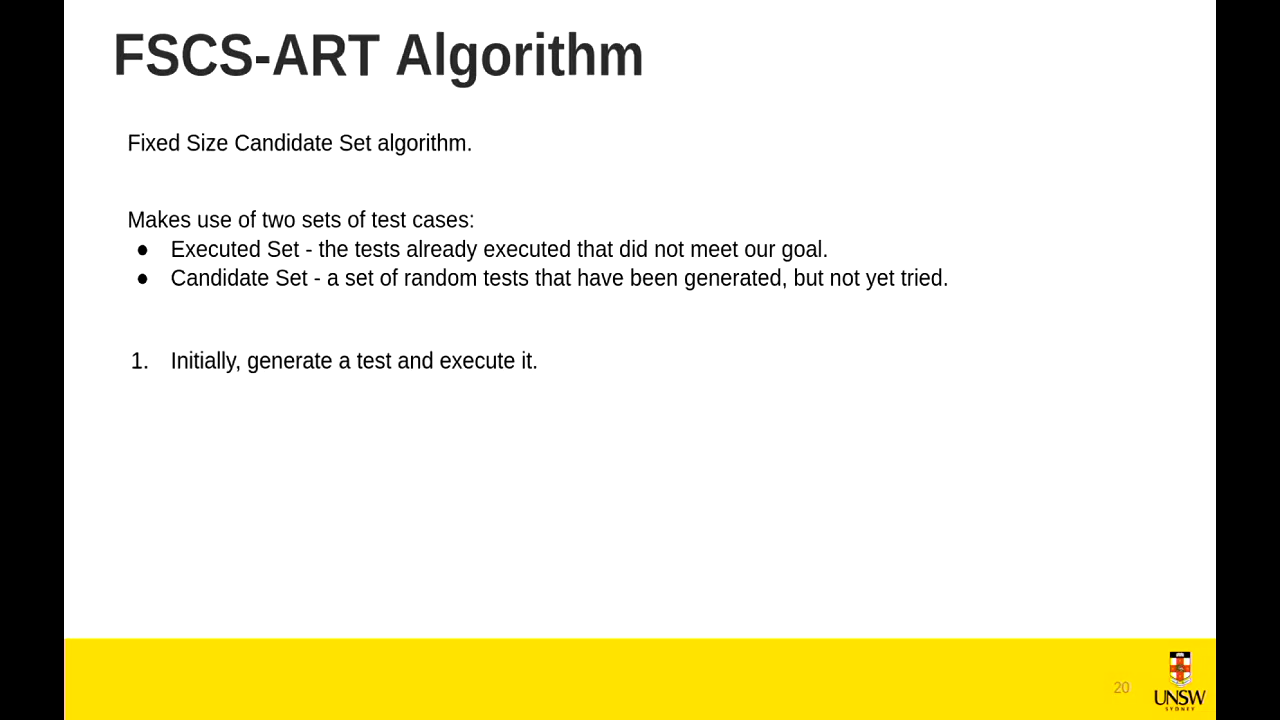 FSCS-ART Algorithm
Fixed Size Candidate Set algorithm.
Makes use of two sets of test cases:
● Executed Set - the tests already executed that did not meet our goal.
● Candidate Set - a set of random tests that have been generated, but not yet tried.
1. Initially, generate a test and execute it.
20
UNSW
SYDNEY